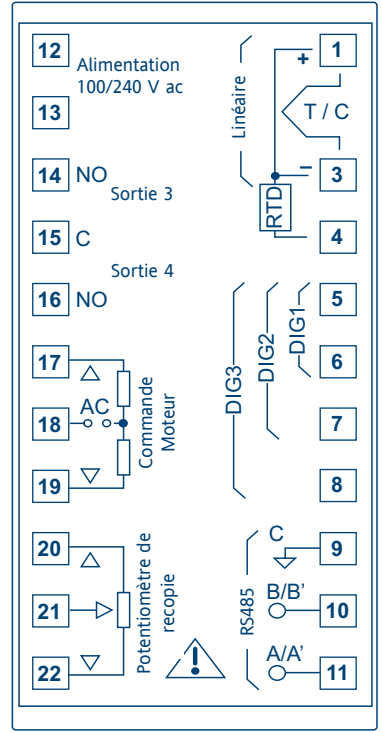 12
Alimentation
100/240 V ac
13
14 NO
Sortie 3
15 C
Sortie 4
16 NO
17
18 AC
19
Commande
Moteur
20
21
22
Potentiomètre de
recopie
Linéaire
+ 1
T / C
– 3
RTD
4
5
DIG1
6
DIG2
7
DIG3
8
C 9
RS485
B/B' 10
A/A' 11
!